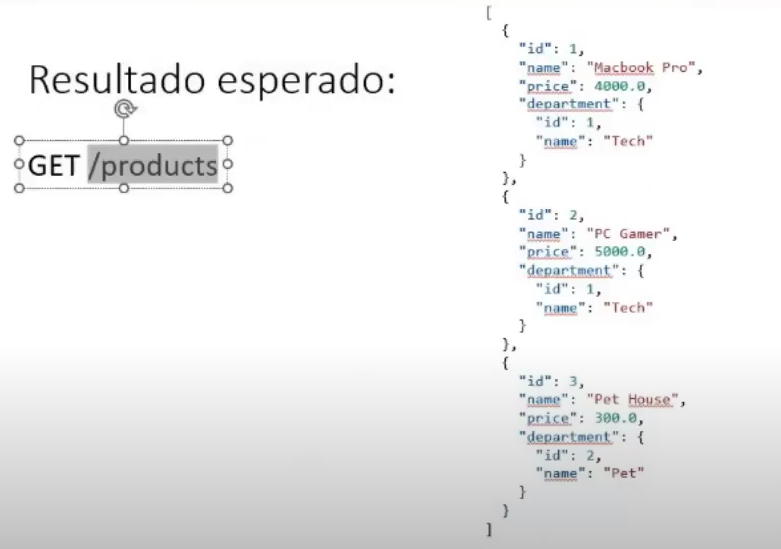 Resultado esperado:
GET /products
[
{
"id": 1,
"name": "Macbook Pro",
"price": 4000.0,
"department": {
"id": 1,
"name": "Tech"
}
},
{
"id": 2,
"name": "PC Gamer",
"price": 5000.0,
"department": {
"id": 1,
"name": "Tech"
}
},
{
"id": 3,
"name": "Pet House",
"price": 300.0,
"department": {
"id": 2,
"name": "Pet"
}
}
]